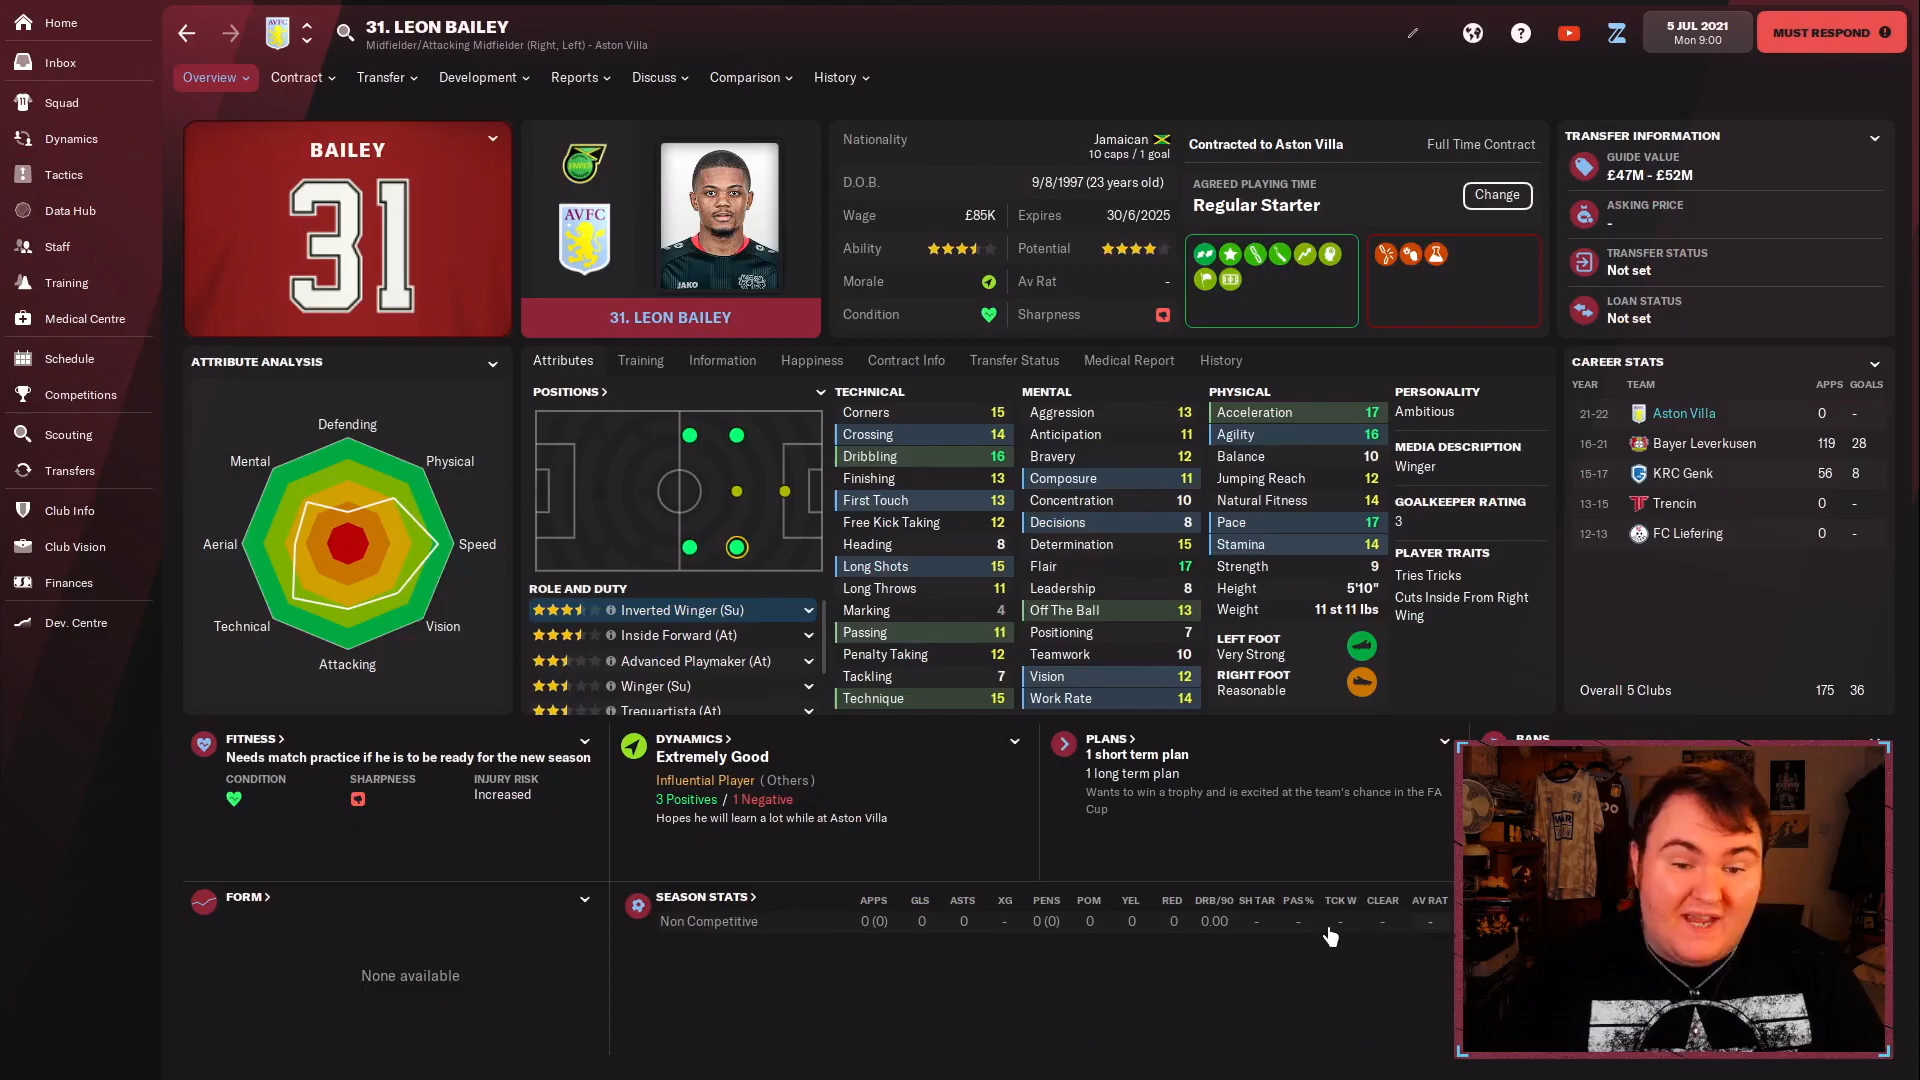 Home
Inbox
Squad
Dynamics
Tactics
Data Hub
Staff
Training
Medical Centre
Schedule
Competitions
Scouting
Transfers
Club Info
Club Vision
Finances
Dev. Centre
31. LEON BAILEY
Midfielder/Attacking Midfielder (Right, Left) - Aston Villa
5 JUL 2021
Mon 9:00
MUST RESPOND
Overview Contract Transfer Development Reports Discuss Comparison History
BAILEY
31
AVFC
JAKO
31. LEON BAILEY
Nationality Jamaican
10 caps / 1 goal
D.O.B. 9/8/1997 (23 years old)
Wage £85K Expires 30/6/2025
Ability Potential
Morale Av Rat -
Condition Sharpness
Contracted to Aston Villa Full Time Contract
AGREED PLAYING TIME
Regular Starter
Change
TRANSFER INFORMATION
GUIDE VALUE
£47M - £52M
ASKING PRICE
-
TRANSFER STATUS
Not set
LOAN STATUS
Not set
ATTRIBUTE ANALYSIS
Defending
Mental Physical
Aerial Speed
Technical Vision
Attacking
Attributes Training Information Happiness Contract Info Transfer Status Medical Report History
POSITIONS >
ROLE AND DUTY
Inverted Winger (Su)
Inside Forward (At)
Advanced Playmaker (At)
Winger (Su)
Trequartista (At)
TECHNICAL
Corners 15
Crossing 14
Dribbling 16
Finishing 13
First Touch 13
Free Kick Taking 12
Heading 8
Long Shots 15
Long Throws 11
Marking 4
Passing 11
Penalty Taking 12
Tackling 7
Technique 15
MENTAL
Aggression 13
Anticipation 11
Bravery 12
Composure 11
Concentration 10
Decisions 8
Determination 15
Flair 17
Leadership 8
Off The Ball 13
Positioning 7
Teamwork 10
Vision 12
Work Rate 14
PHYSICAL
Acceleration 17
Agility 16
Balance 10
Jumping Reach 12
Natural Fitness 14
Pace 17
Stamina 14
Strength 9
Height 5'10"
Weight 11 st 11 lbs
LEFT FOOT
Very Strong
RIGHT FOOT
Reasonable
PERSONALITY
Ambitious
MEDIA DESCRIPTION
Winger
GOALKEEPER RATING
3
PLAYER TRAITS
Tries Tricks
Cuts Inside From Right
Wing
CAREER STATS
YEAR TEAM APPS GOALS
21-22 Aston Villa 0 -
16-21 Bayer Leverkusen 119 28
15-17 KRC Genk 56 8
13-15 Trencin 0 -
12-13 FC Liefering 0 -
Overall 5 Clubs 175 36
FITNESS >
Needs match practice if he is to be ready for the new season
CONDITION SHARPNESS INJURY RISK
Increased
DYNAMICS >
Extremely Good
Influential Player ( Others )
3 Positives / 1 Negative
Hopes he will learn a lot while at Aston Villa
PLANS >
1 short term plan
1 long term plan
Wants to win a trophy and is excited at the team's chance in the FA
Cup
BANS
FORM >
None available
SEASON STATS > APPS GLS ASTS XG PENS POM YEL RED DRB/90 SH TAR PAS % TCK W CLEAR AV RAT
Non Competitive 0 (0) 0 0 - 0 (0) 0 0 0 0.00 - - - - -